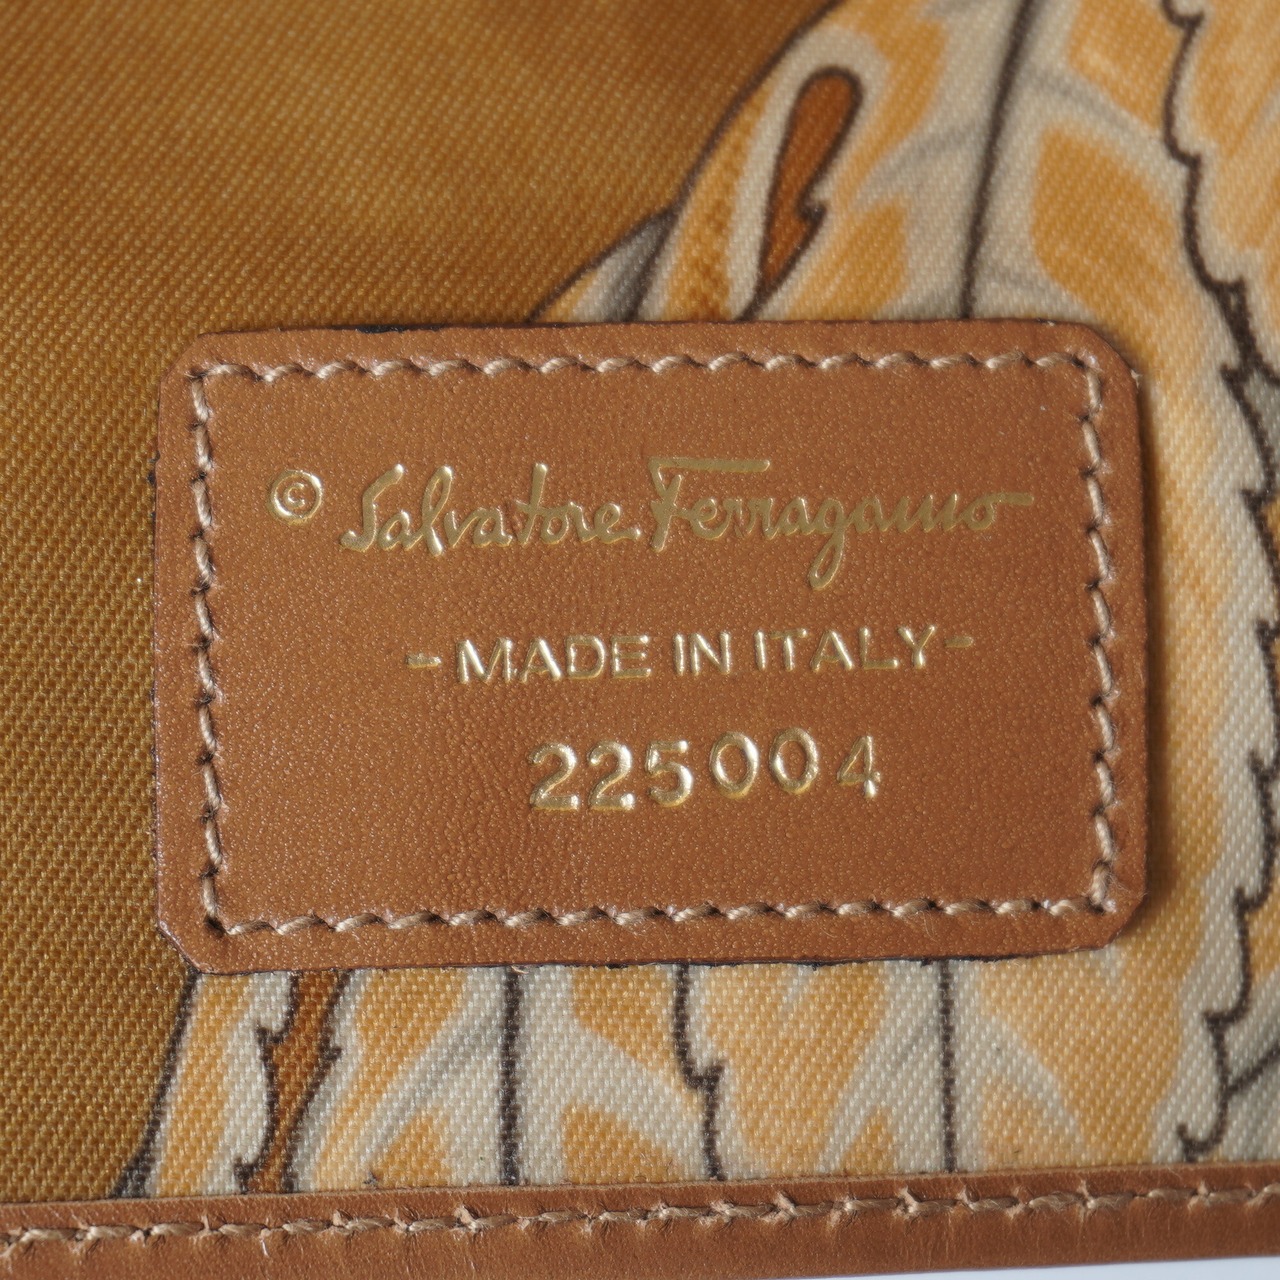 © Salvatore Ferragamo
-MADE IN ITALY-
225004